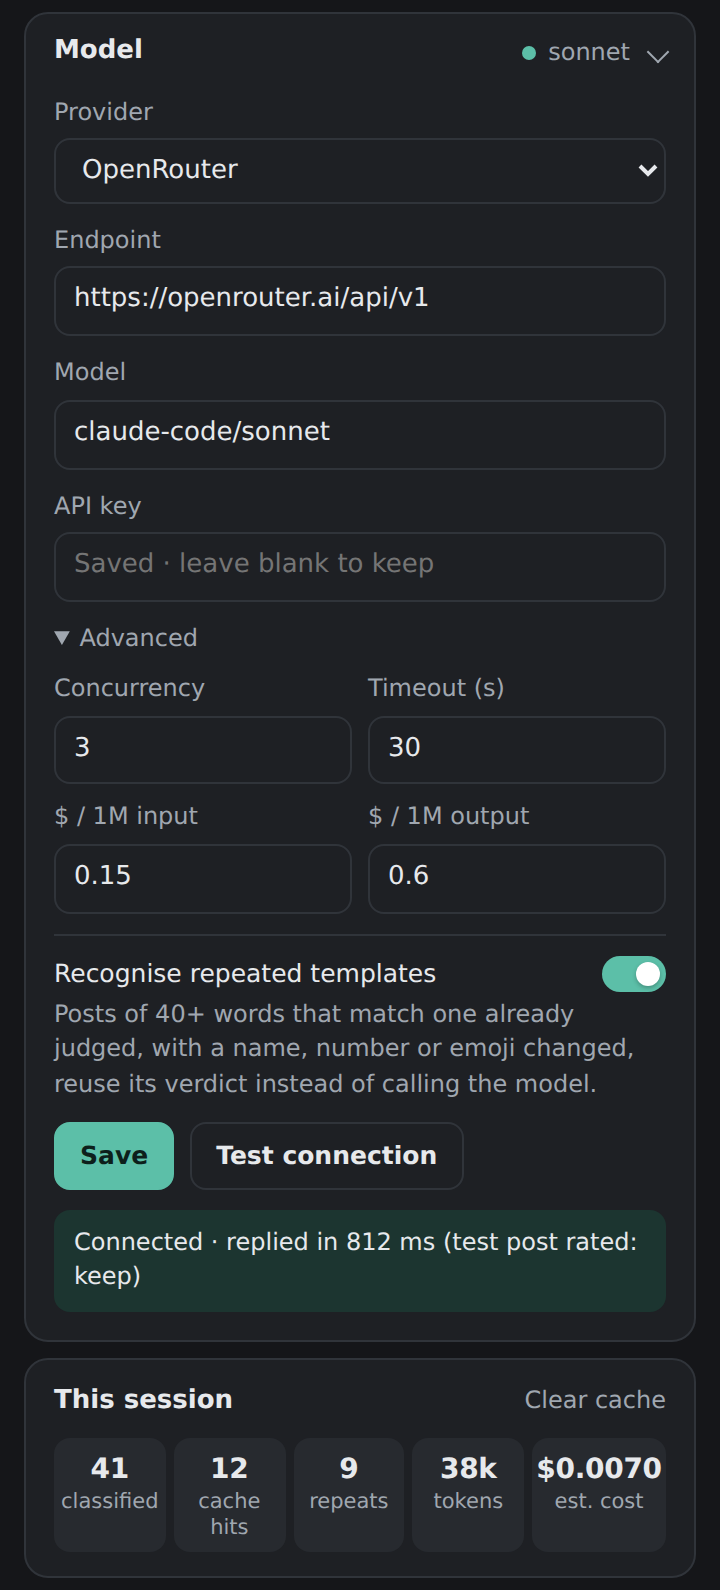 Model
sonnet
Provider
OpenRouter
Endpoint
https://openrouter.ai/api/v1
Model
claude-code/sonnet
API key
Saved · leave blank to keep
▼ Advanced
Concurrency
Timeout (s)
3
30
$ / 1M input
$ / 1M output
0.15
0.6
Recognise repeated templates
Posts of 40+ words that match one already
judged, with a name, number or emoji changed,
reuse its verdict instead of calling the model.
Save
Test connection
Connected · replied in 812 ms (test post rated:
keep)
This session
Clear cache
41
classified
12
cache
hits
9
repeats
38k
tokens
$0.0070
est. cost